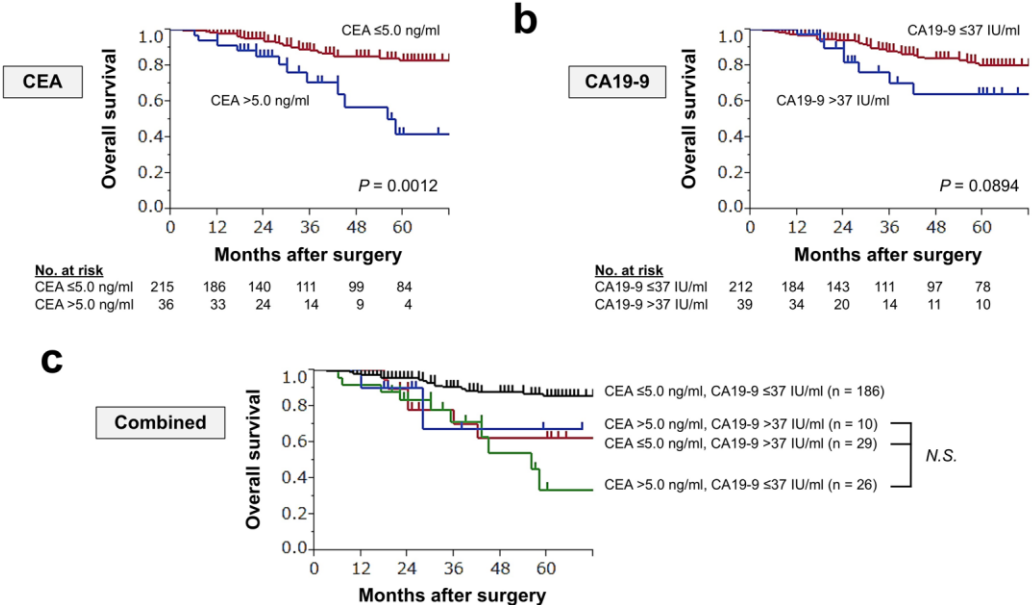 CEA
Overall survival
1.0
0.8
0.6
0.4
0.2
0.0
CEA ≤5.0 ng/ml
CEA >5.0 ng/ml
P = 0.0012
0 12 24 36 48 60
Months after surgery
No. at risk
CEA ≤5.0 ng/ml 215 186 140 111 99 84
CEA >5.0 ng/ml 36 33 24 14 9 4
b
CA19-9
Overall survival
1.0
0.8
0.6
0.4
0.2
0.0
CA19-9 ≤37 IU/ml
CA19-9 >37 IU/ml
P = 0.0894
0 12 24 36 48 60
Months after surgery
No. at risk
CA19-9 ≤37 IU/ml 212 184 143 111 97 78
CA19-9 >37 IU/ml 39 34 20 14 11 10
c
Combined
Overall survival
1.0
0.8
0.6
0.4
0.2
0.0
CEA ≤5.0 ng/ml, CA19-9 ≤37 IU/ml (n = 186)
CEA >5.0 ng/ml, CA19-9 >37 IU/ml (n = 10)
CEA ≤5.0 ng/ml, CA19-9 >37 IU/ml (n = 29)
CEA >5.0 ng/ml, CA19-9 ≤37 IU/ml (n = 26)
N.S.
0 12 24 36 48 60
Months after surgery